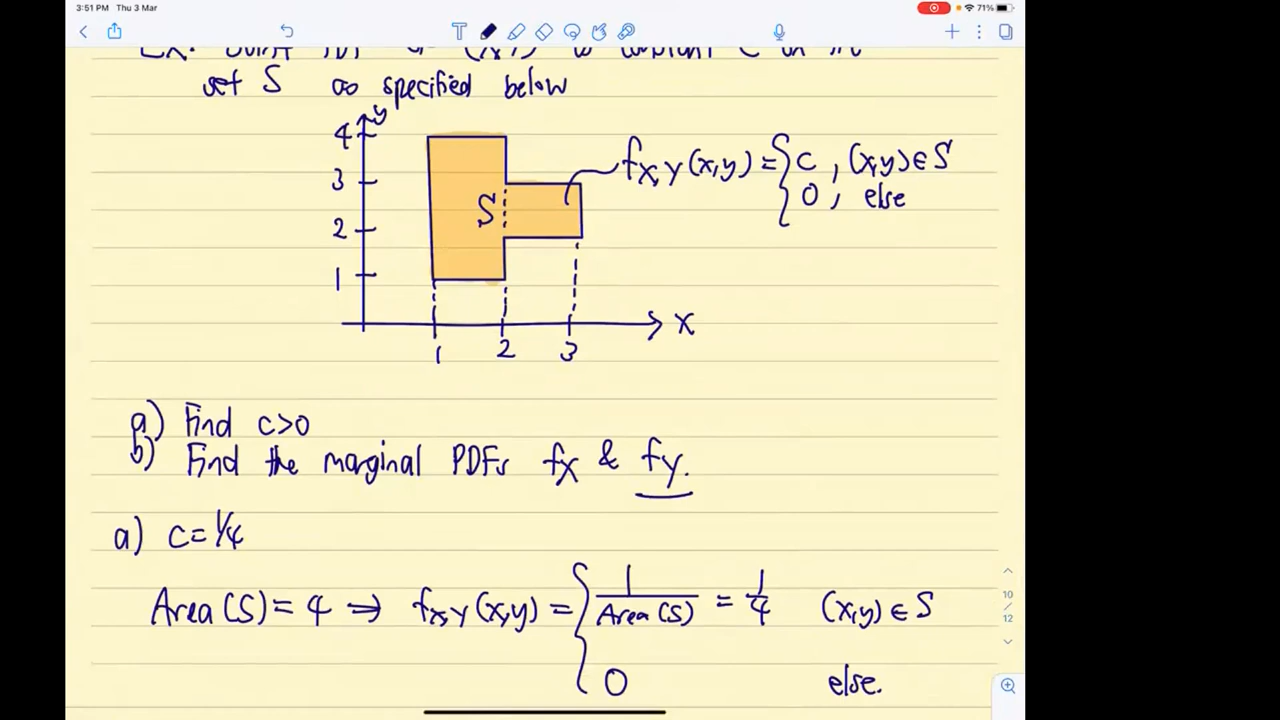 3:51 PM Thu 3 Mar
71%
set S as specified below
y
4
3
2
1
S
f_{X,Y}(x,y) = { c , (x,y) ∈ S
0 , else
1 2 3
x
a) Find c>0
b) Find the marginal PDFs fx & fy.
a) c = 1/4
Area(S) = 4 ⇒ f_{X,Y}(x,y) = { 1/Area(S) = 1/4 (x,y) ∈ S
0 else.
10
/
12